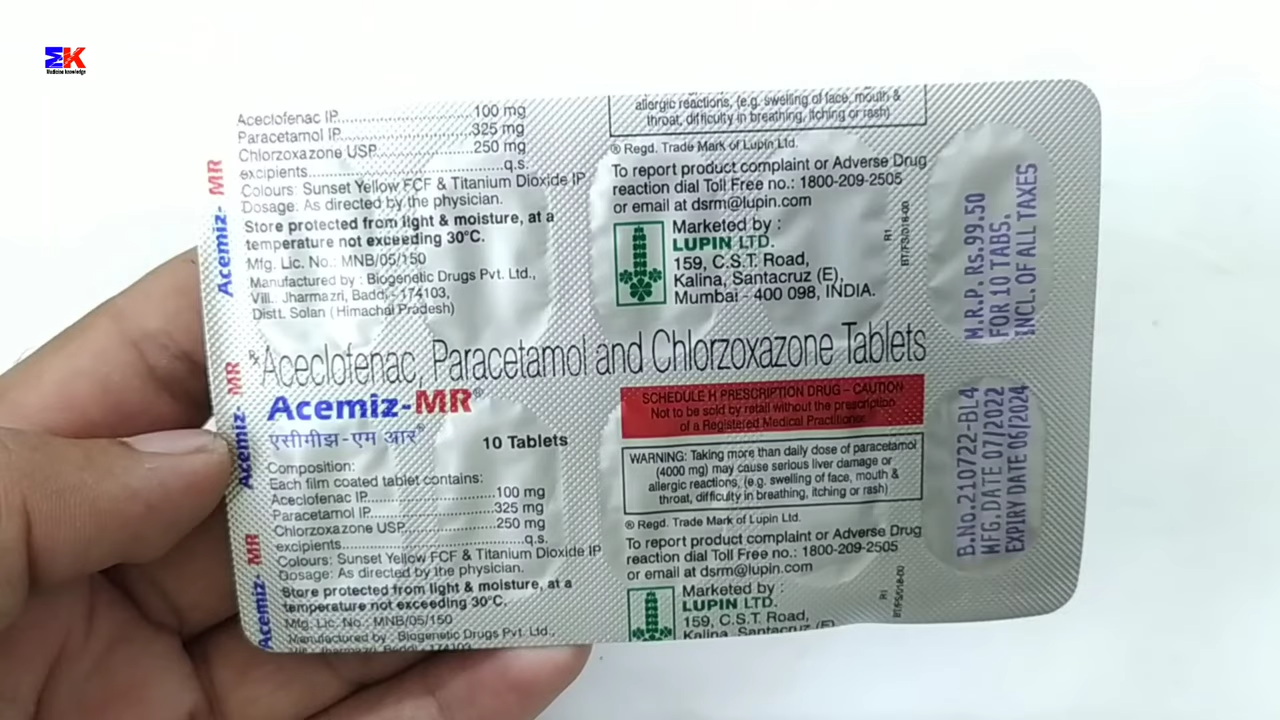 MK
Medicine knowledge
Aceclofenac IP..............................100 mg
Paracetamol IP.............................325 mg
Chlorzoxazone USP......................250 mg
excipients.......................................q.s.
Colours: Sunset Yellow FCF & Titanium Dioxide IP
Dosage: As directed by the physician.
Store protected from light & moisture, at a
temperature not exceeding 30°C.
Mfg. Lic. No.: MNB/05/150
Manufactured by : Biogenetic Drugs Pvt. Ltd.,
Vill. Jharmazri, Baddi - 174103,
Distt. Solan (Himachal Pradesh)
allergic reactions, (e.g. swelling of face, mouth &
throat, difficulty in breathing, itching or rash)
® Regd. Trade Mark of Lupin Ltd.
To report product complaint or Adverse Drug
reaction dial Toll Free no.: 1800-209-2505
or email at dsrm@lupin.com
Marketed by :
LUPIN LTD.
159, C.S.T. Road,
Kalina, Santacruz (E),
Mumbai - 400 098, INDIA.
R1
M.R.P. Rs.99.50
FOR 10 TABS.
INCL.OF ALL TAXES
Rx Aceclofenac, Paracetamol and Chlorzoxazone Tablets
Acemiz-MR®
एसीमीझ-एम आर®
10 Tablets
Composition:
Each film coated tablet contains:
Aceclofenac IP..............................100 mg
Paracetamol IP.............................325 mg
Chlorzoxazone USP......................250 mg
excipients.......................................q.s.
Colours: Sunset Yellow FCF & Titanium Dioxide IP
Dosage: As directed by the physician.
Store protected from light & moisture, at a
temperature not exceeding 30°C.
Mfg. Lic. No.: MNB/05/150
Manufactured by : Biogenetic Drugs Pvt. Ltd.,
Vill. Jharmazri, Baddi - 174103,
SCHEDULE H PRESCRIPTION DRUG – CAUTION
Not to be sold by retail without the prescription
of a Registered Medical Practitioner
WARNING: Taking more than daily dose of paracetamol
(4000 mg) may cause serious liver damage or
allergic reactions, (e.g. swelling of face, mouth &
throat, difficulty in breathing, itching or rash)
® Regd. Trade Mark of Lupin Ltd.
To report product complaint or Adverse Drug
reaction dial Toll Free no.: 1800-209-2505
or email at dsrm@lupin.com
Marketed by :
LUPIN LTD.
159, C.S.T. Road,
Kalina, Santacruz (E)
R1
B.No.210722-BL4
MFG.DATE 07/2022
EXPIRY DATE 06/2024
Acemiz- MR
Acemiz- MR
Acemiz- MR